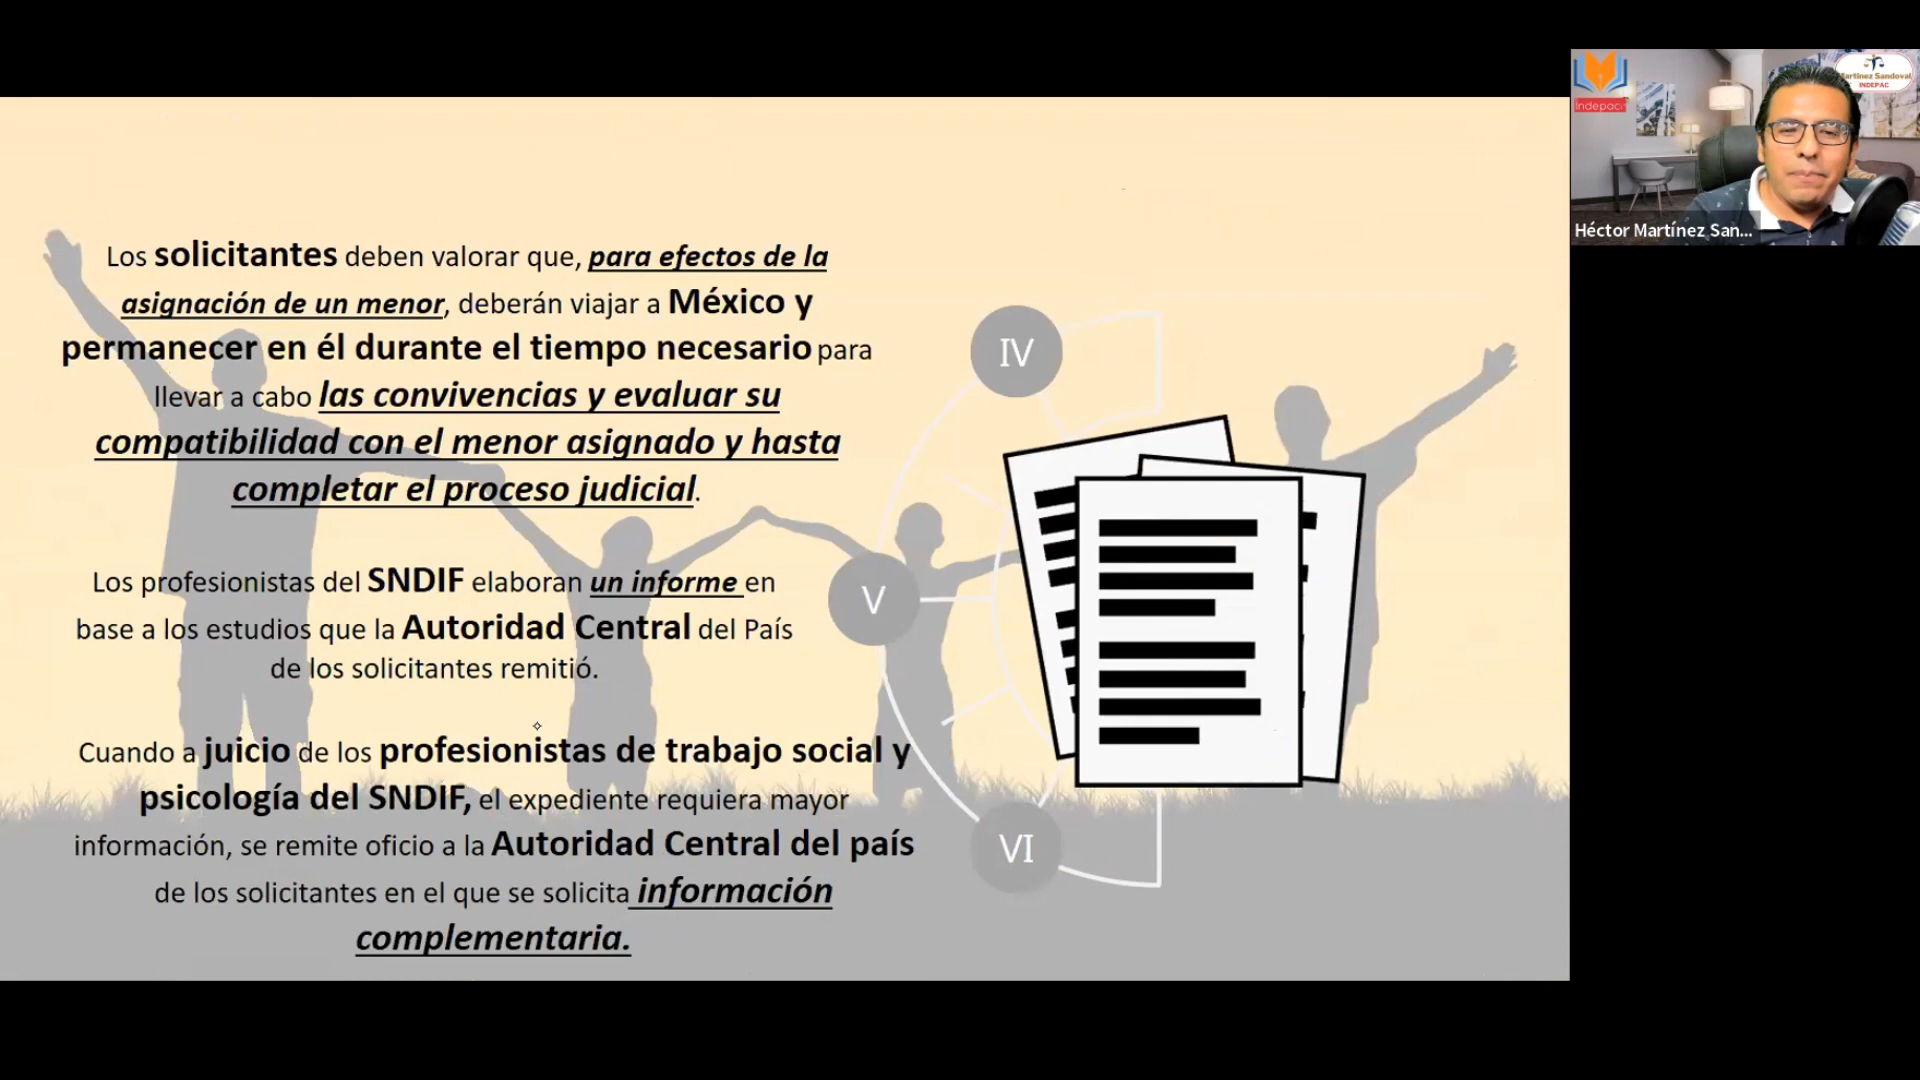 Los solicitantes deben valorar que, para efectos de la
asignación de un menor, deberán viajar a México y
permanecer en él durante el tiempo necesario para
llevar a cabo las convivencias y evaluar su
compatibilidad con el menor asignado y hasta
completar el proceso judicial.
Los profesionistas del SNDIF elaboran un informe en
base a los estudios que la Autoridad Central del País
de los solicitantes remitió.
Cuando a juicio de los profesionistas de trabajo social y
psicología del SNDIF, el expediente requiera mayor
información, se remite oficio a la Autoridad Central del país
de los solicitantes en el que se solicita información
complementaria.
IV
V
VI
Indepac
Martínez Sandoval
INDEPAC
Héctor Martínez San...